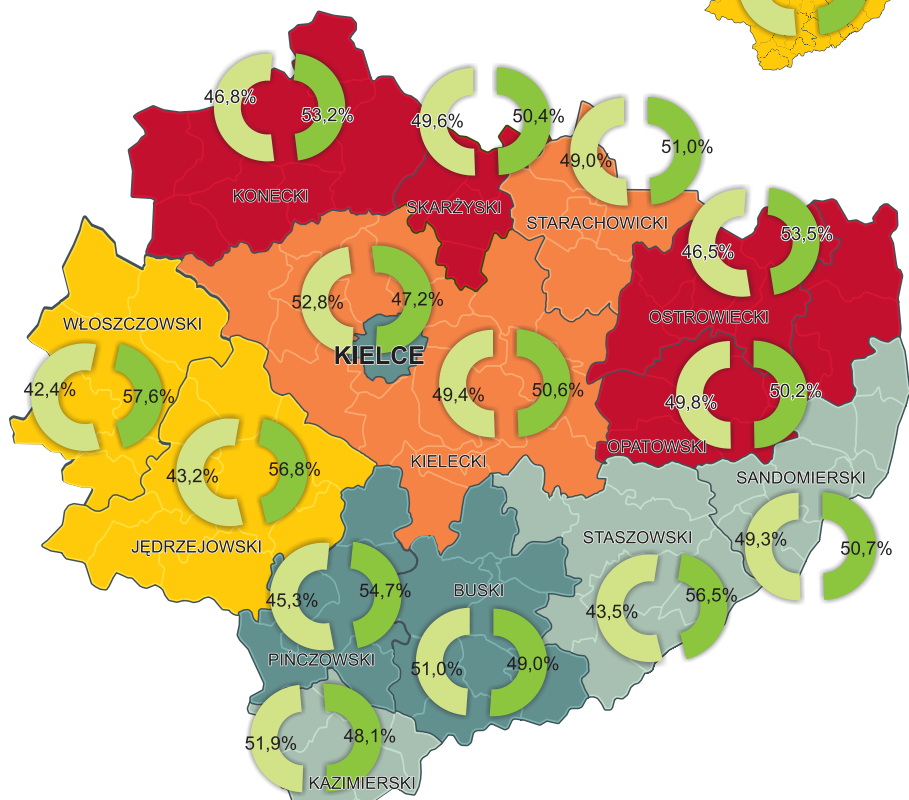 46,8%
53,2%
KONECKI
49,6%
50,4%
SKARŻYSKI
49,0%
51,0%
STARACHOWICKI
46,5%
53,5%
OSTROWIECKI
52,8%
47,2%
KIELCE
WŁOSZCZOWSKI
42,4%
57,6%
49,4%
50,6%
KIELECKI
49,8%
50,2%
OPATOWSKI
43,2%
56,8%
JĘDRZEJOWSKI
SANDOMIERSKI
49,3%
50,7%
STASZOWSKI
43,5%
56,5%
45,3%
54,7%
PIŃCZOWSKI
BUSKI
51,0%
49,0%
51,9%
48,1%
KAZIMIERSKI